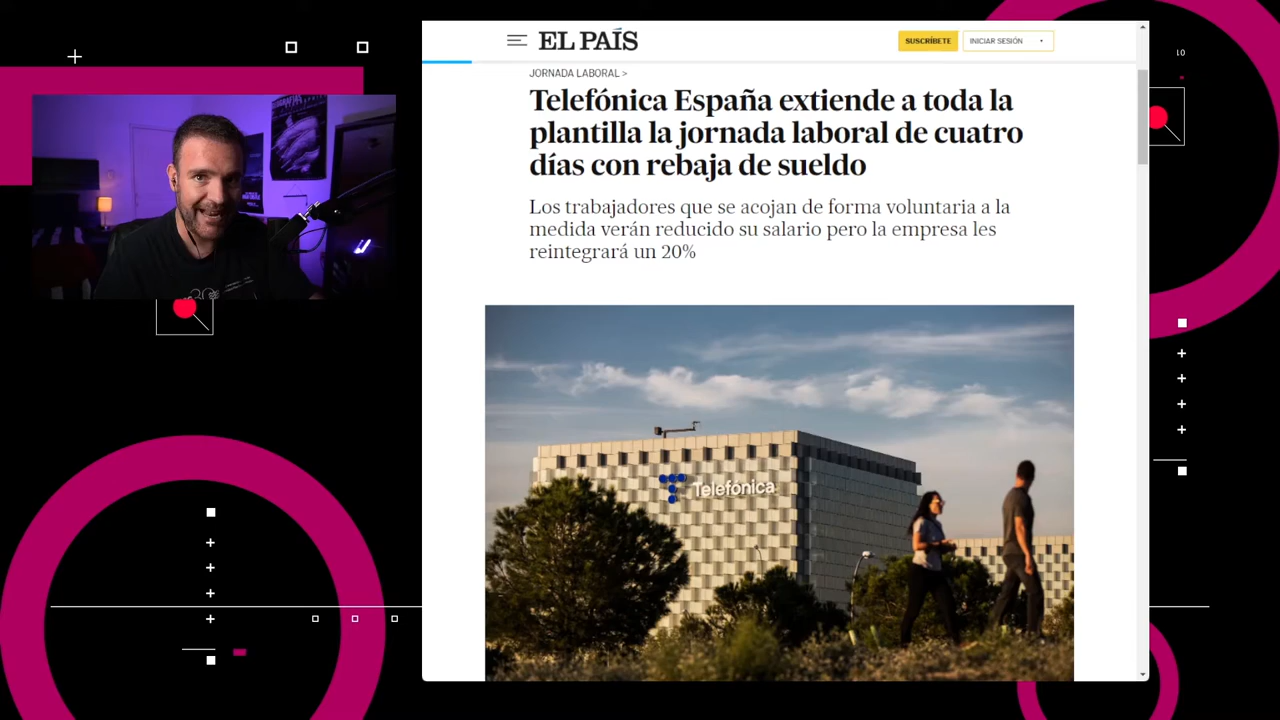 EL PAÍS
SUSCRÍBETE
INICIAR SESIÓN
JORNADA LABORAL >
Telefónica España extiende a toda la
plantilla la jornada laboral de cuatro
días con rebaja de sueldo
Los trabajadores que se acojan de forma voluntaria a la
medida verán reducido su salario pero la empresa les
reintegrará un 20%
Telefónica